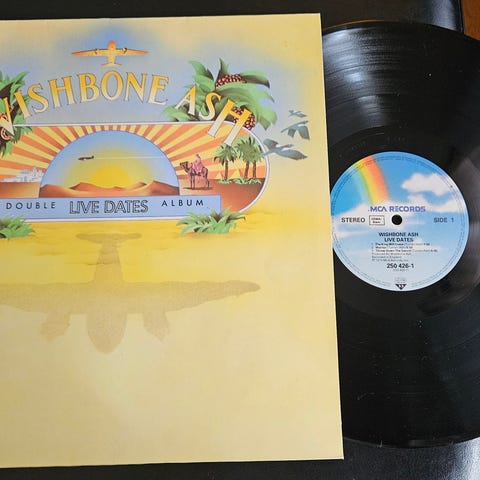 WISHBONE ASH
DOUBLE LIVE DATES ALBUM
MCA RECORDS
STEREO SIDE 1
WISHBONE ASH
LIVE DATES
250 426-1